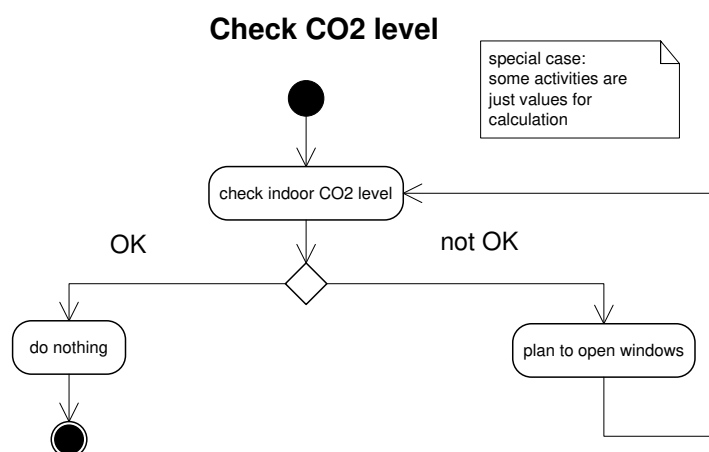 Check CO2 level
special case:
some activities are
just values for
calculation
check indoor CO2 level
OK
not OK
do nothing
plan to open windows